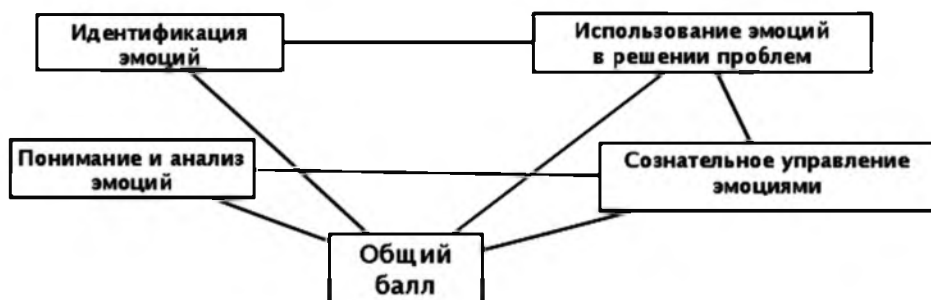 Идентификация
эмоций
Использование эмоций
в решении проблем
Понимание и анализ
эмоций
Сознательное управление
эмоциями
Общий
балл